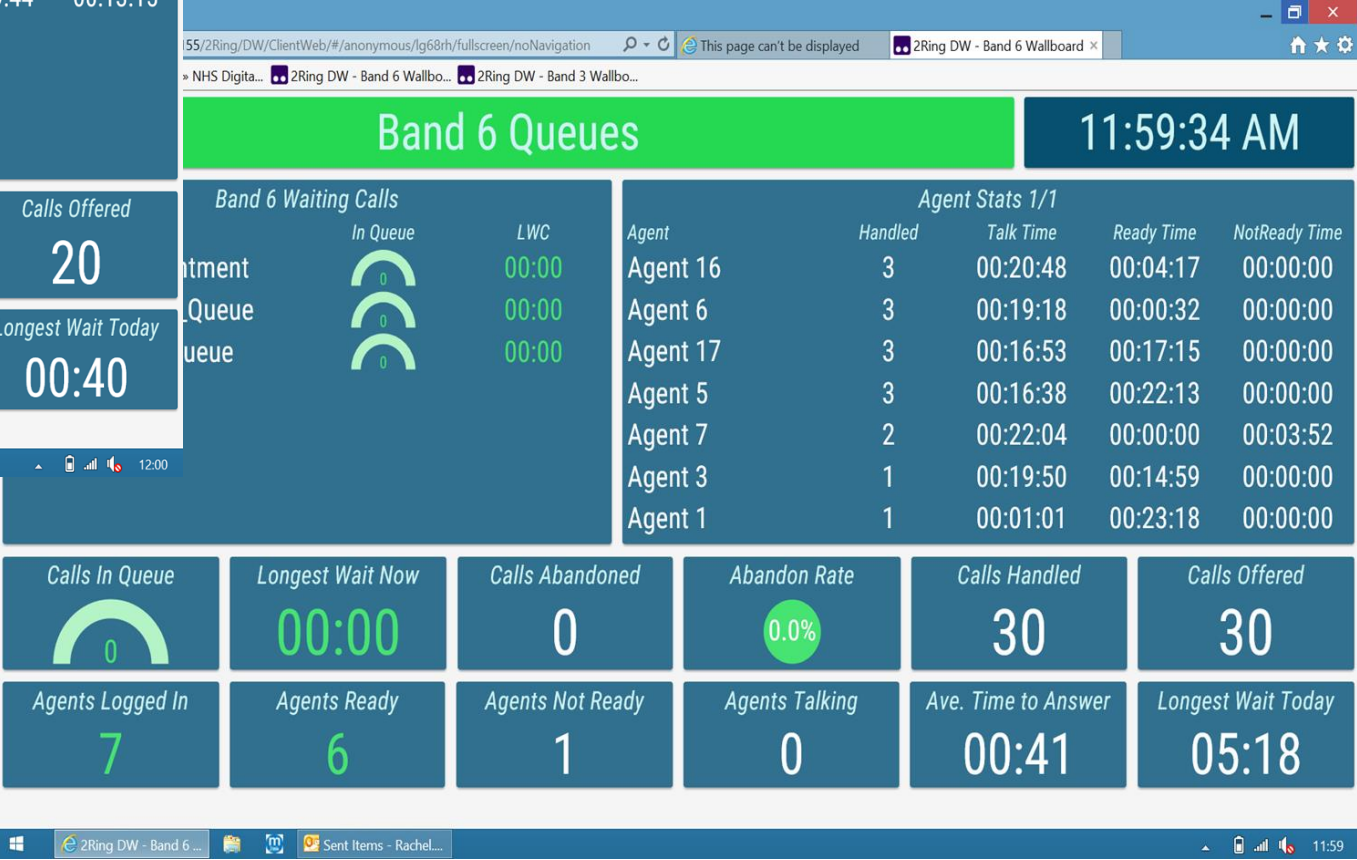 155/2Ring/DW/ClientWeb/#/anonymous/lg68rh/fullscreen/noNavigation This page can't be displayed 2Ring DW - Band 6 Wallboard ×
» NHS Digita... 2Ring DW - Band 6 Wallbo... 2Ring DW - Band 3 Wallbo...
Band 6 Queues 11:59:34 AM
Calls Offered
20
Longest Wait Today
00:40
12:00
Band 6 Waiting Calls
In Queue LWC
ntment 0 00:00
_Queue 0 00:00
ueue 0 00:00
Agent Stats 1/1
Agent Handled Talk Time Ready Time NotReady Time
Agent 16 3 00:20:48 00:04:17 00:00:00
Agent 6 3 00:19:18 00:00:32 00:00:00
Agent 17 3 00:16:53 00:17:15 00:00:00
Agent 5 3 00:16:38 00:22:13 00:00:00
Agent 7 2 00:22:04 00:00:00 00:03:52
Agent 3 1 00:19:50 00:14:59 00:00:00
Agent 1 1 00:01:01 00:23:18 00:00:00
Calls In Queue Longest Wait Now Calls Abandoned Abandon Rate Calls Handled Calls Offered
0 00:00 0 0.0% 30 30
Agents Logged In Agents Ready Agents Not Ready Agents Talking Ave. Time to Answer Longest Wait Today
7 6 1 0 00:41 05:18
2Ring DW - Band 6 ... Sent Items - Rachel.... 11:59